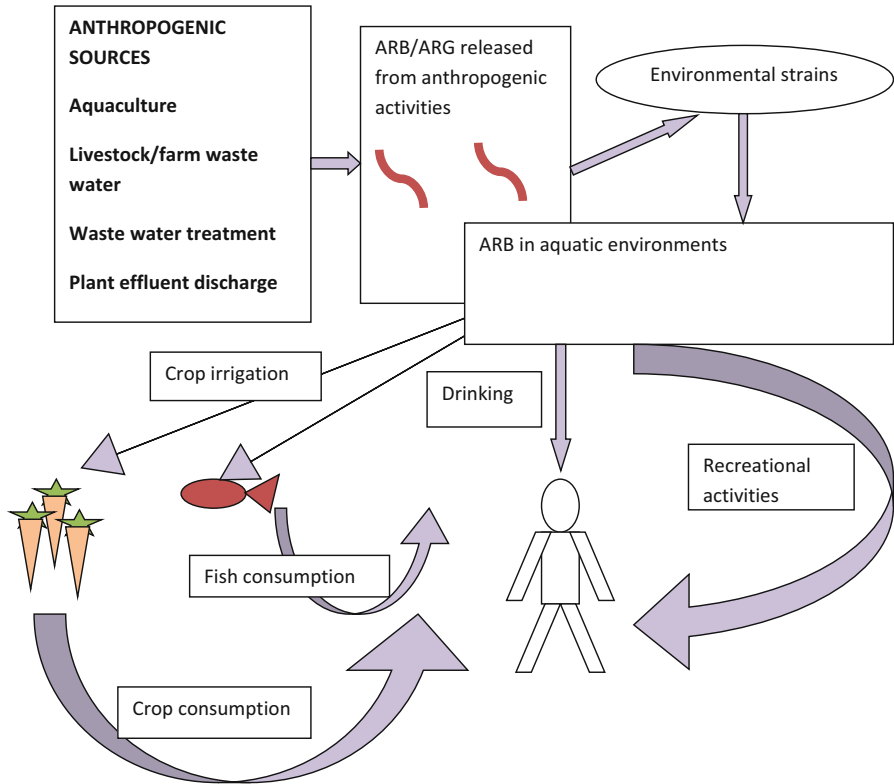 ANTHROPOGENIC
SOURCES
Aquaculture
Livestock/farm waste
water
Waste water treatment
Plant effluent discharge
ARB/ARG released
from anthropogenic
activities
Environmental strains
ARB in aquatic environments
Crop irrigation
Drinking
Recreational
activities
Fish consumption
Crop consumption